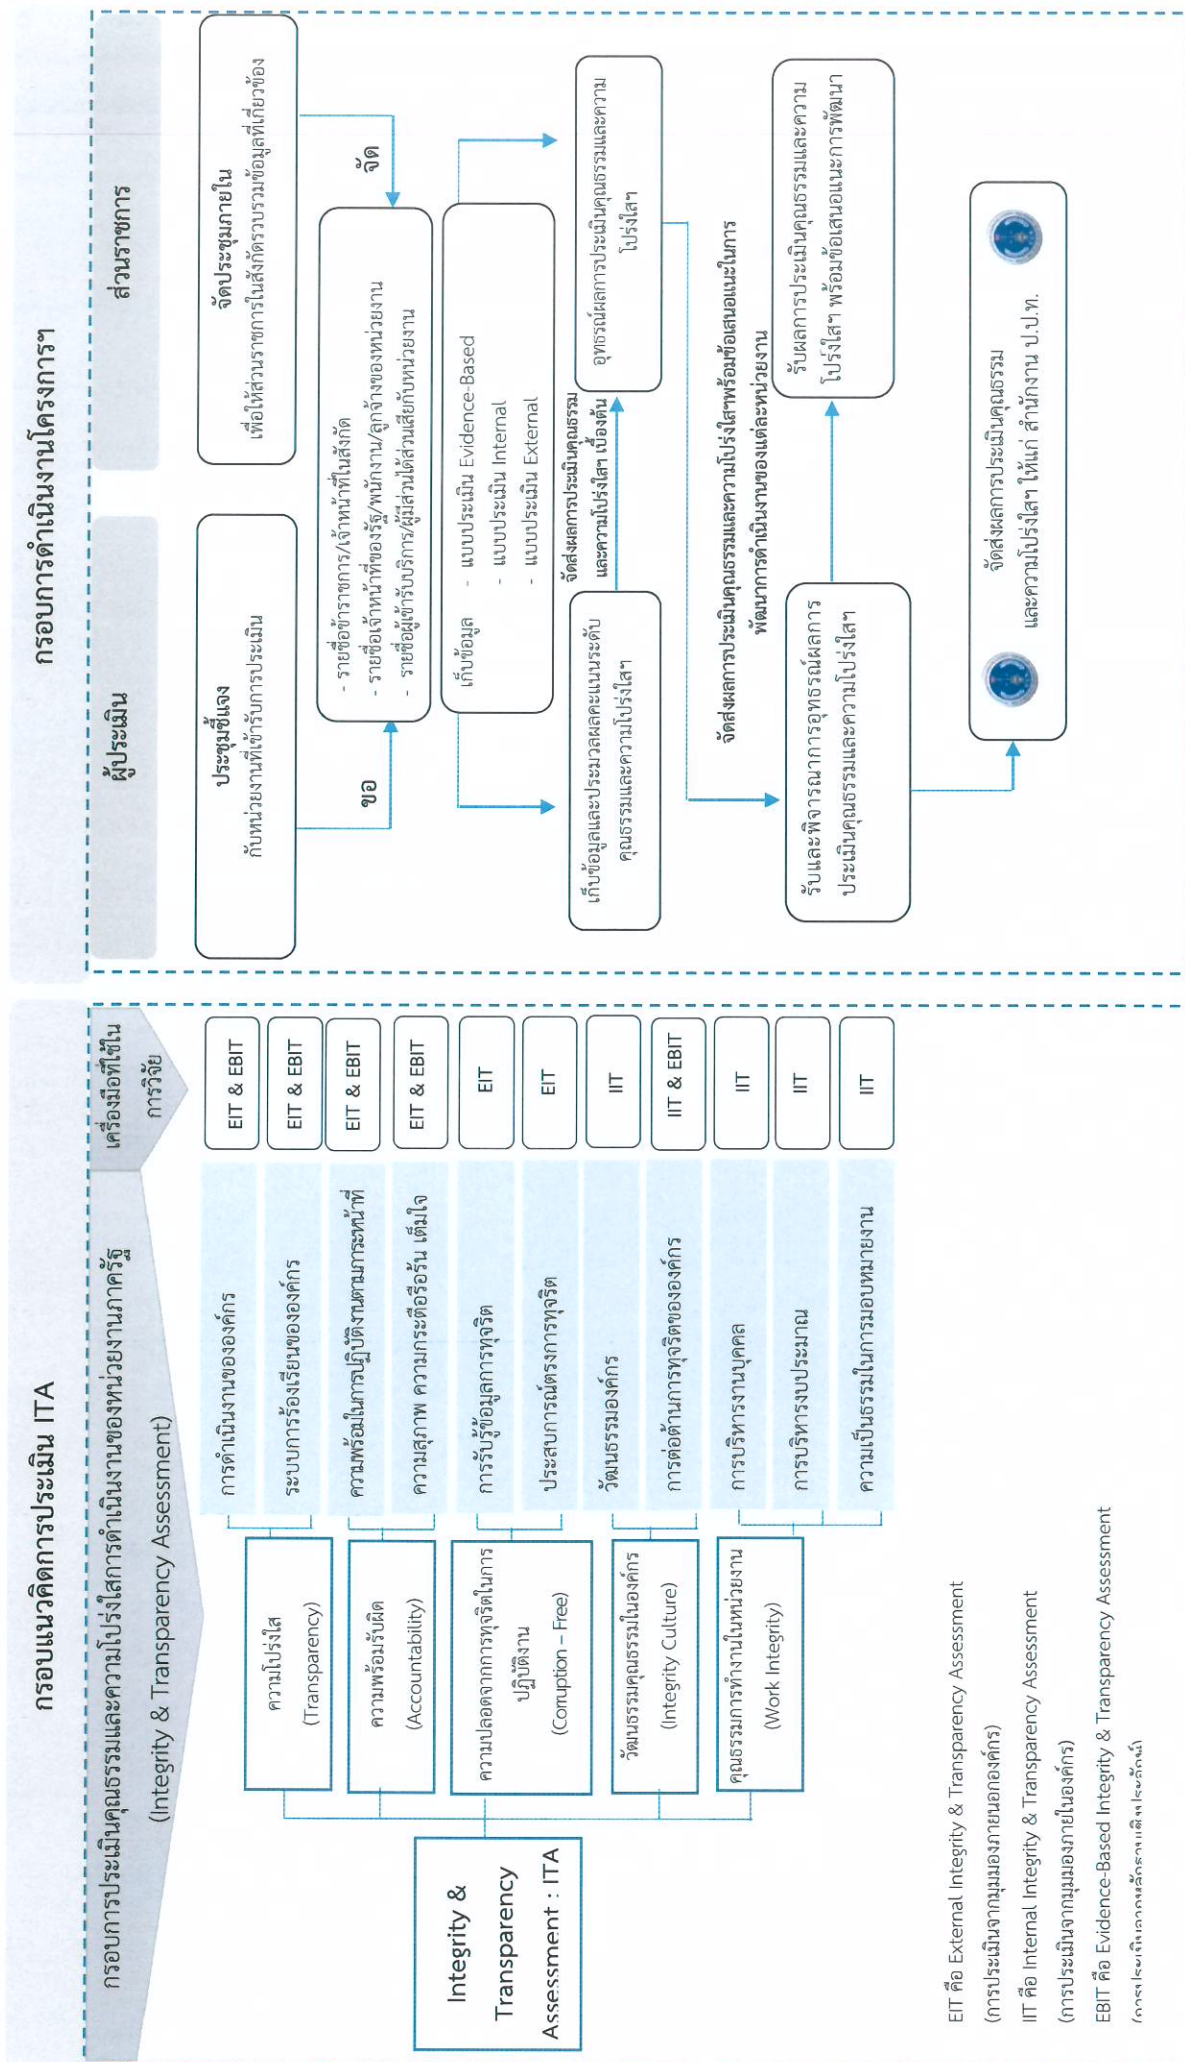 กรอบแนวคิดการประเมิน ITA
กรอบการประเมินคุณธรรมและความโปร่งใสการดำเนินงานของหน่วยงานภาครัฐ
(Integrity & Transparency Assessment)
เครื่องมือที่ใช้ใน
การวิจัย
Integrity &
Transparency
Assessment : ITA
ความโปร่งใส
(Transparency)
ความพร้อมรับผิด
(Accountability)
ความปลอดจากการทุจริตในการ
ปฏิบัติงาน
(Corruption – Free)
วัฒนธรรมคุณธรรมในองค์กร
(Integrity Culture)
คุณธรรมการทำงานในหน่วยงาน
(Work Integrity)
การดำเนินงานขององค์กร
EIT & EBIT
ระบบการร้องเรียนขององค์กร
EIT & EBIT
ความพร้อมในการปฏิบัติงานตามภาระหน้าที่
EIT & EBIT
ความสุภาพ ความกระตือรือร้น เต็มใจ
EIT & EBIT
การรับรู้ข้อมูลการทุจริต
EIT
ประสบการณ์ตรงการทุจริต
EIT
วัฒนธรรมองค์กร
IIT
การต่อต้านการทุจริตขององค์กร
IIT & EBIT
การบริหารงานบุคคล
IIT
การบริหารงบประมาณ
IIT
ความเป็นธรรมในการมอบหมายงาน
IIT
EIT คือ External Integrity & Transparency Assessment
(การประเมินจากมุมมองภายนอกองค์กร)
IIT คือ Internal Integrity & Transparency Assessment
(การประเมินจากมุมมองภายในองค์กร)
EBIT คือ Evidence-Based Integrity & Transparency Assessment
กรอบการดำเนินงานโครงการฯ
ผู้ประเมิน
ส่วนราชการ
ประชุมชี้แจง
กับหน่วยงานที่เข้ารับการประเมิน
จัดประชุมภายใน
เพื่อให้ส่วนราชการในสังกัดรวบรวมข้อมูลที่เกี่ยวข้อง
ขอ
จัด
- รายชื่อข้าราชการ/เจ้าหน้าที่ในสังกัด
- รายชื่อเจ้าหน้าที่ของรัฐ/พนักงาน/ลูกจ้างของหน่วยงาน
- รายชื่อผู้เข้ารับบริการ/ผู้มีส่วนได้ส่วนเสียกับหน่วยงาน
เก็บข้อมูล - แบบประเมิน Evidence-Based
- แบบประเมิน Internal
- แบบประเมิน External
จัดส่งผลการประเมินคุณธรรม
และความโปร่งใสฯ เบื้องต้น
เก็บข้อมูลและประมวลผลคะแนนระดับ
คุณธรรมและความโปร่งใสฯ
อุทธรณ์ผลการประเมินคุณธรรมและความ
โปร่งใสฯ
จัดส่งผลการประเมินคุณธรรมและความโปร่งใสฯพร้อมข้อเสนอแนะในการ
พัฒนาการดำเนินงานของแต่ละหน่วยงาน
รับและพิจารณาการอุทธรณ์ผลการ
ประเมินคุณธรรมและความโปร่งใสฯ
รับผลการประเมินคุณธรรมและความ
โปร่งใสฯ พร้อมข้อเสนอแนะการพัฒนา
จัดส่งผลการประเมินคุณธรรม
และความโปร่งใสฯ ให้แก่ สำนักงาน ป.ป.ท.